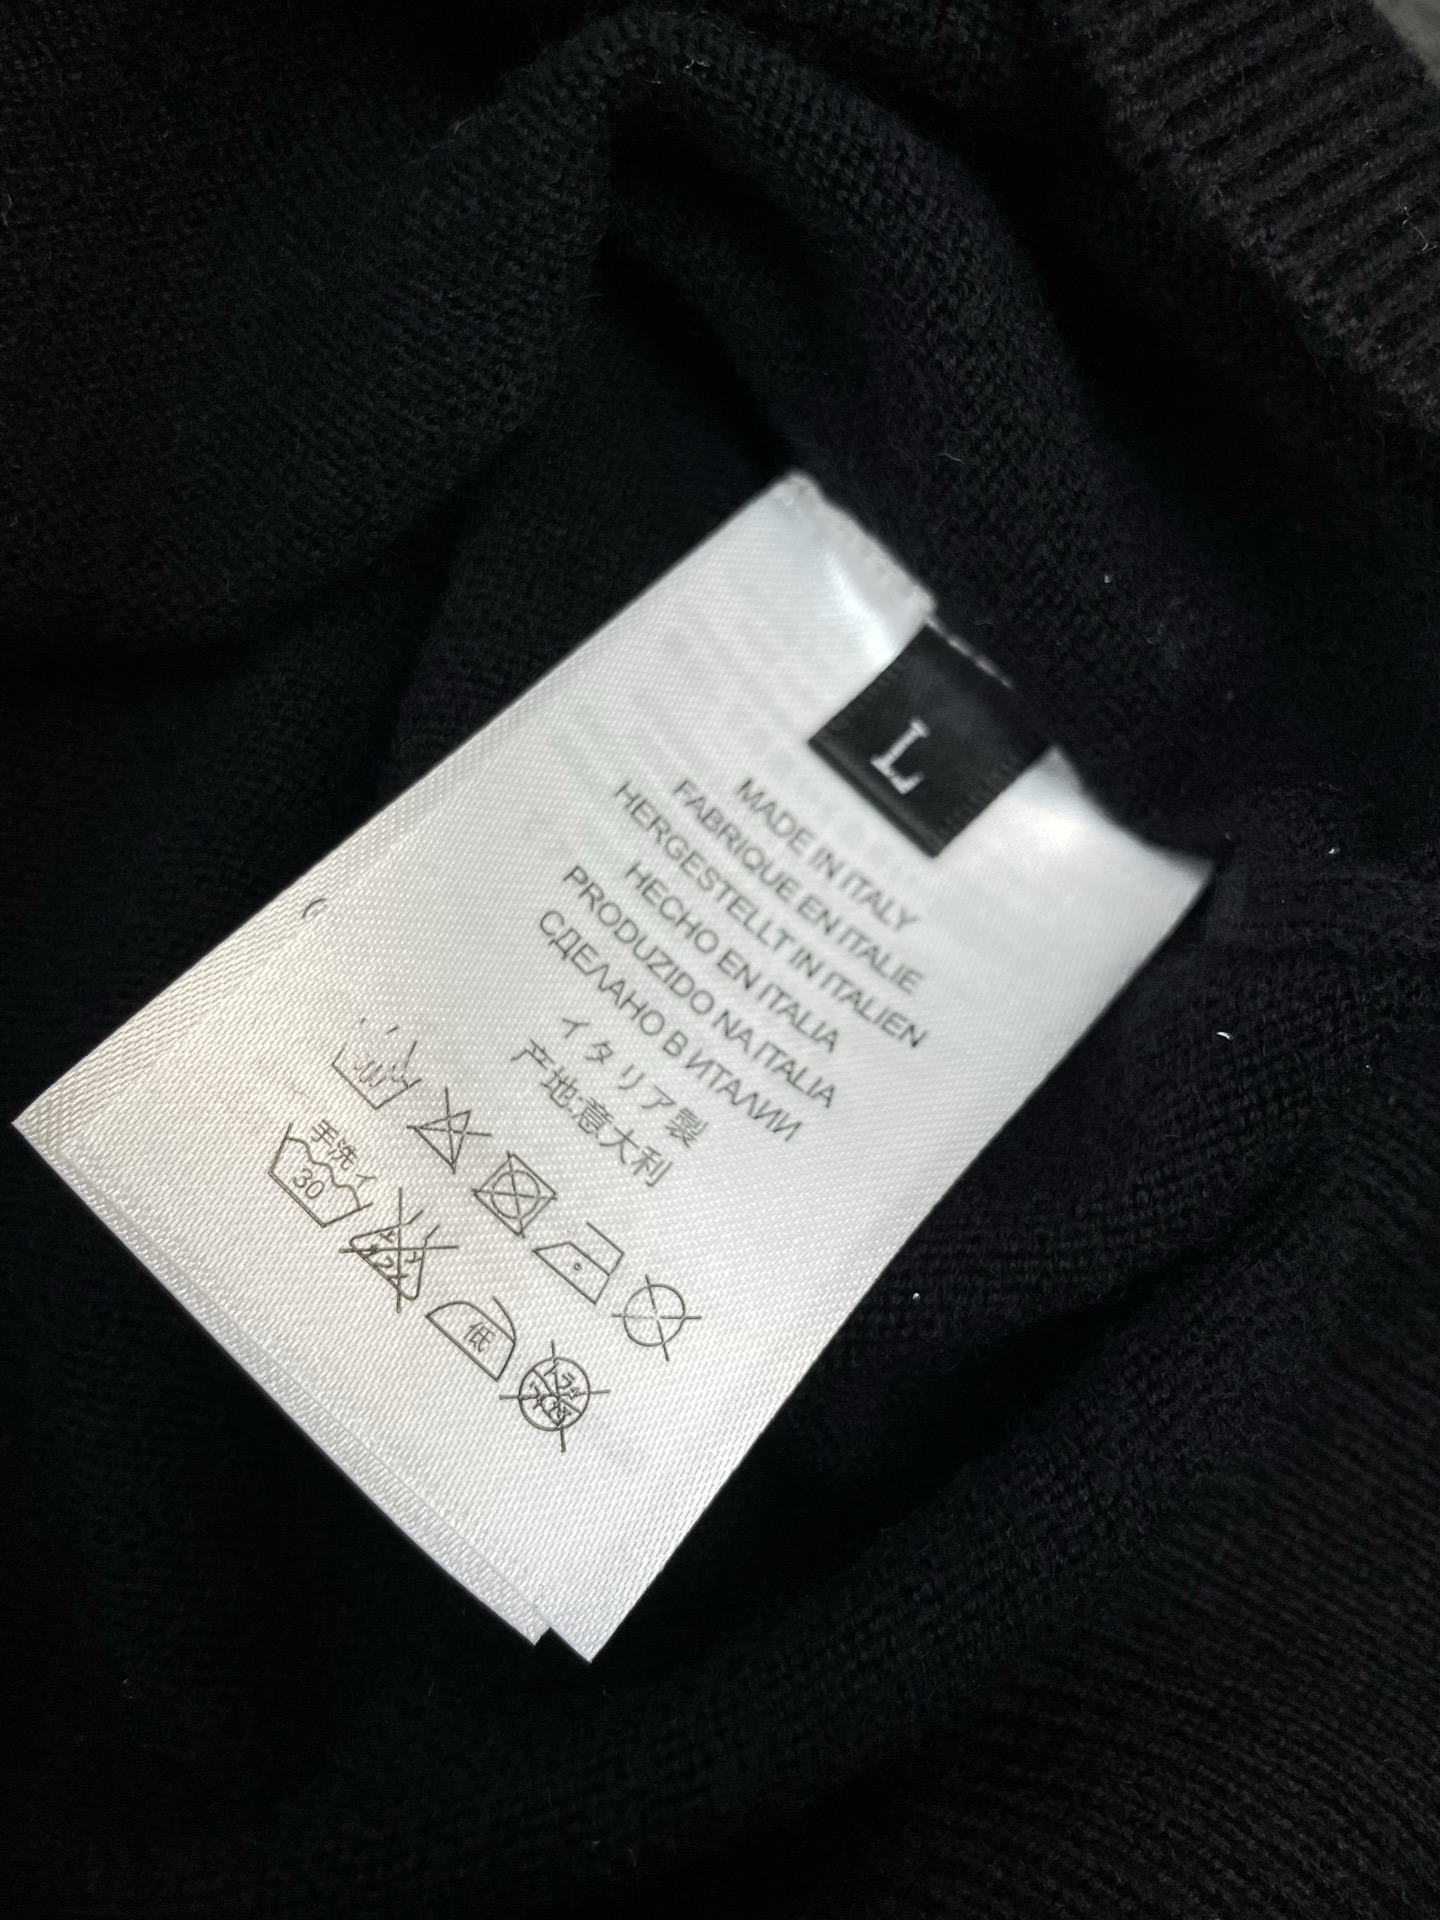 L
MADE IN ITALY
FABRIQUE EN ITALIE
HERGESTELLT IN ITALIEN
HECHO EN ITALIA
PRODUZIDO NA ITALIA
СДЕЛАНО В ИТАЛИИ
イタリア製
产地:意大利
手洗イ
30
低